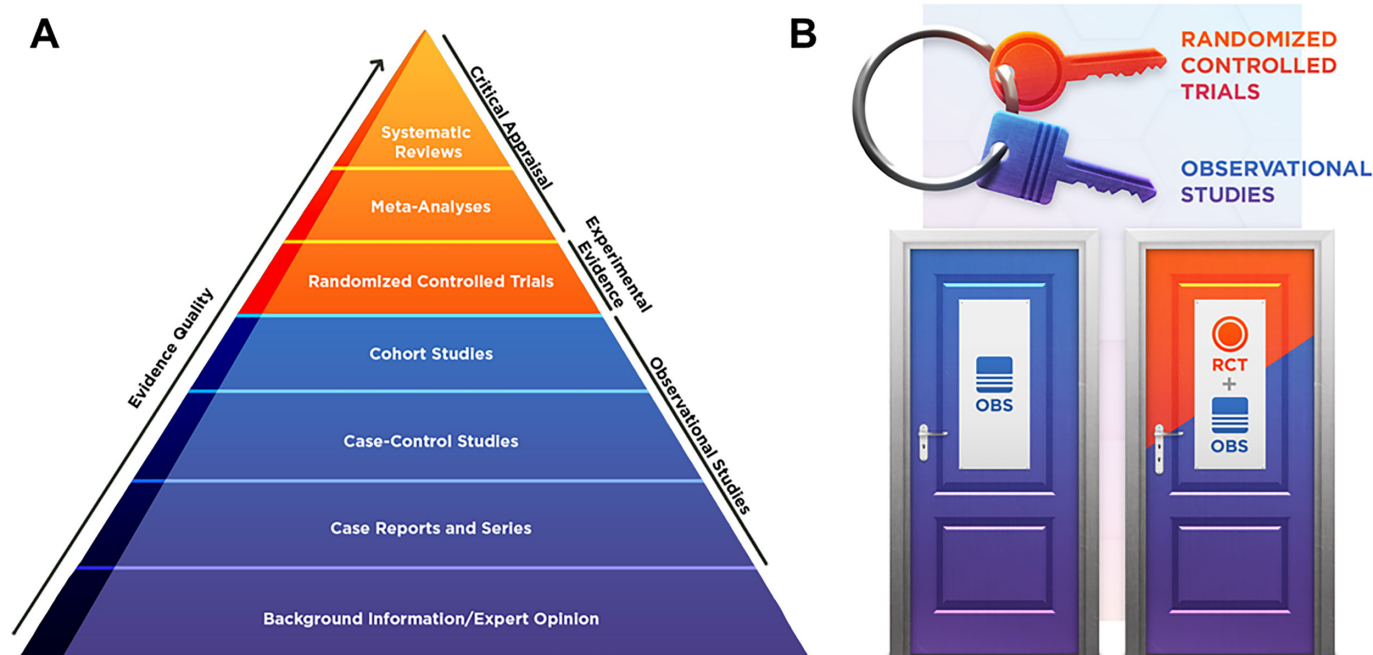 A
Systematic
Reviews
Meta-Analyses
Randomized Controlled Trials
Cohort Studies
Case-Control Studies
Case Reports and Series
Background Information/Expert Opinion
Evidence Quality
Critical Appraisal
Experimental
Evidence
Observational Studies
B
RANDOMIZED
CONTROLLED
TRIALS
OBSERVATIONAL
STUDIES
OBS
RCT
+
OBS